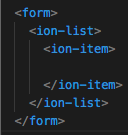 <form>
<ion-list>
<ion-item>
</ion-item>
</ion-list>
</form>